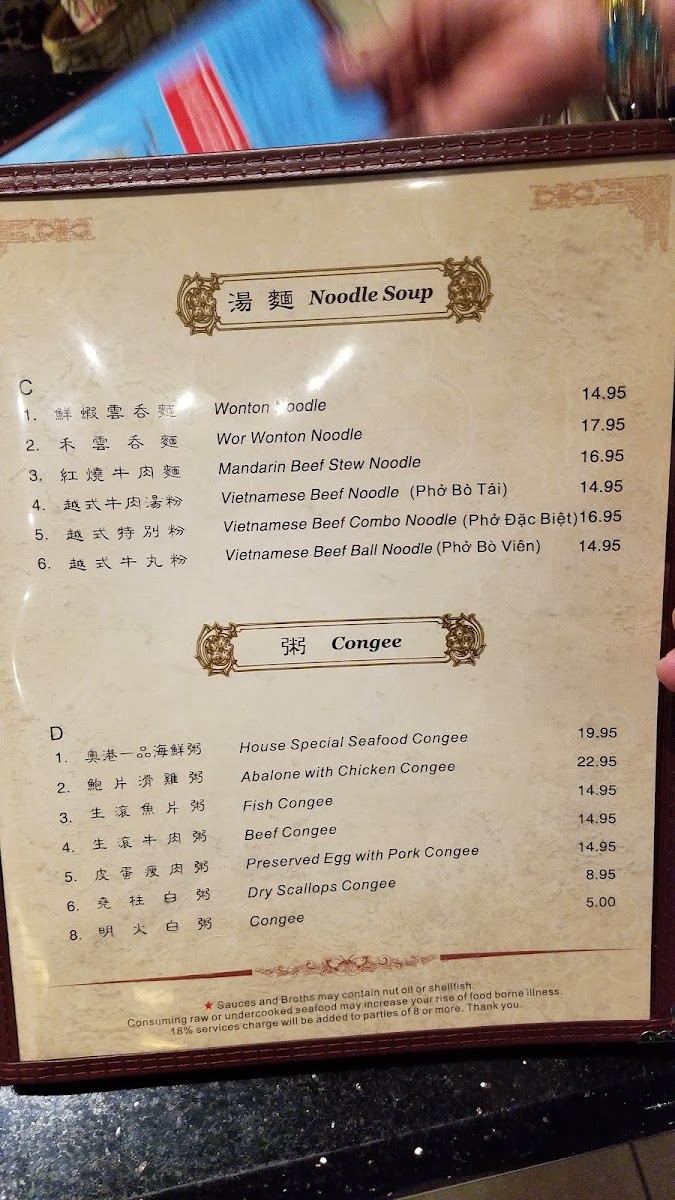 湯麵 Noodle Soup
C
1. 鮮蝦雲吞麵 Wonton Noodle 14.95
2. 禾雲吞麵 Wor Wonton Noodle 17.95
3. 紅燒牛肉麵 Mandarin Beef Stew Noodle 16.95
4. 越式牛肉湯粉 Vietnamese Beef Noodle (Phở Bò Tái) 14.95
5. 越式特別粉 Vietnamese Beef Combo Noodle (Phở Đặc Biệt) 16.95
6. 越式牛丸粉 Vietnamese Beef Ball Noodle (Phở Bò Viên) 14.95
粥 Congee
D
1. 奧港一品海鮮粥 House Special Seafood Congee 19.95
2. 鮑片滑雞粥 Abalone with Chicken Congee 22.95
3. 生滾魚片粥 Fish Congee 14.95
4. 生滾牛肉粥 Beef Congee 14.95
5. 皮蛋瘦肉粥 Preserved Egg with Pork Congee 14.95
6. 堯柱白粥 Dry Scallops Congee 8.95
8. 明火白粥 Congee 5.00
★ Sauces and Broths may contain nut oil or shellfish.
Consuming raw or undercooked seafood may increase your rise of food borne illness.
18% services charge will be added to parties of 8 or more. Thank you.